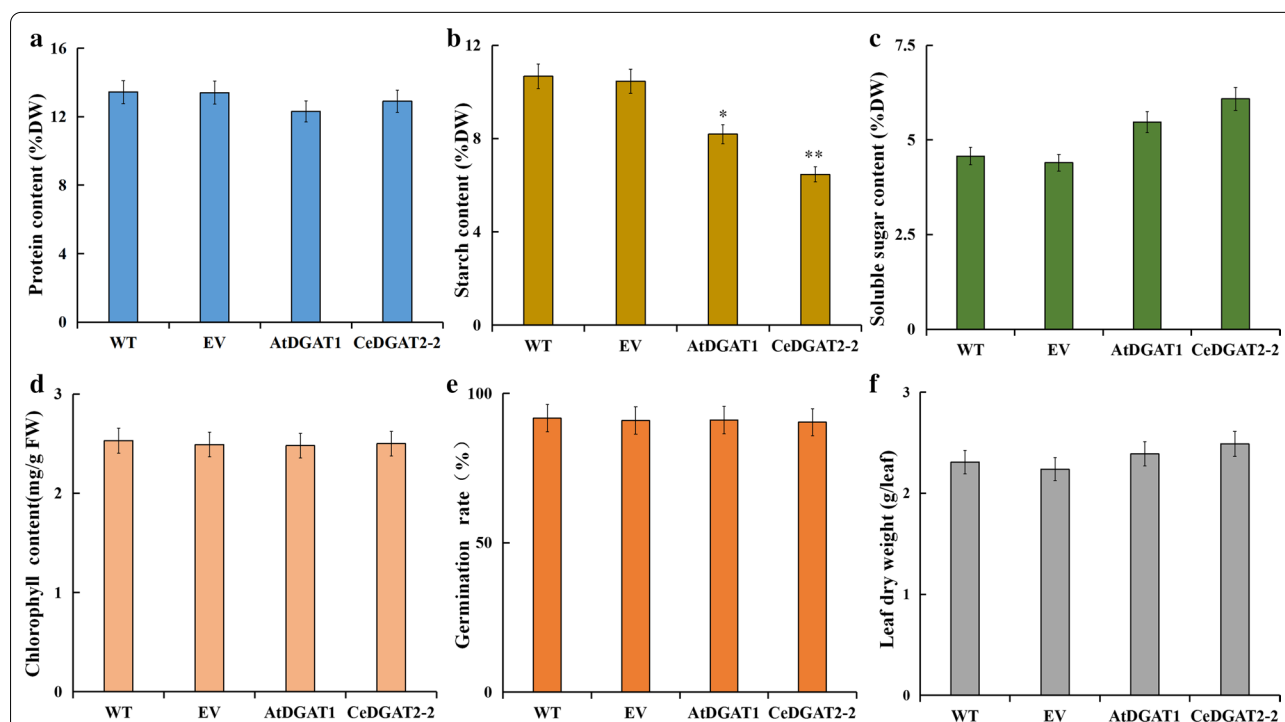 a
Protein content (%DW)
16
12
8
4
0
WT EV AtDGAT1 CeDGAT2-2
b
Starch content (%DW)
12
8
4
0
*
**
WT EV AtDGAT1 CeDGAT2-2
c
Soluble sugar content (%DW)
7.5
5
2.5
0
WT EV AtDGAT1 CeDGAT2-2
d
Chlorophyll content(mg/g FW)
3
2
1
0
WT EV AtDGAT1 CeDGAT2-2
e
Germination rate（%）
100
50
0
WT EV AtDGAT1 CeDGAT2-2
f
Leaf dry weight (g/leaf)
3
2
1
0
WT EV AtDGAT1 CeDGAT2-2